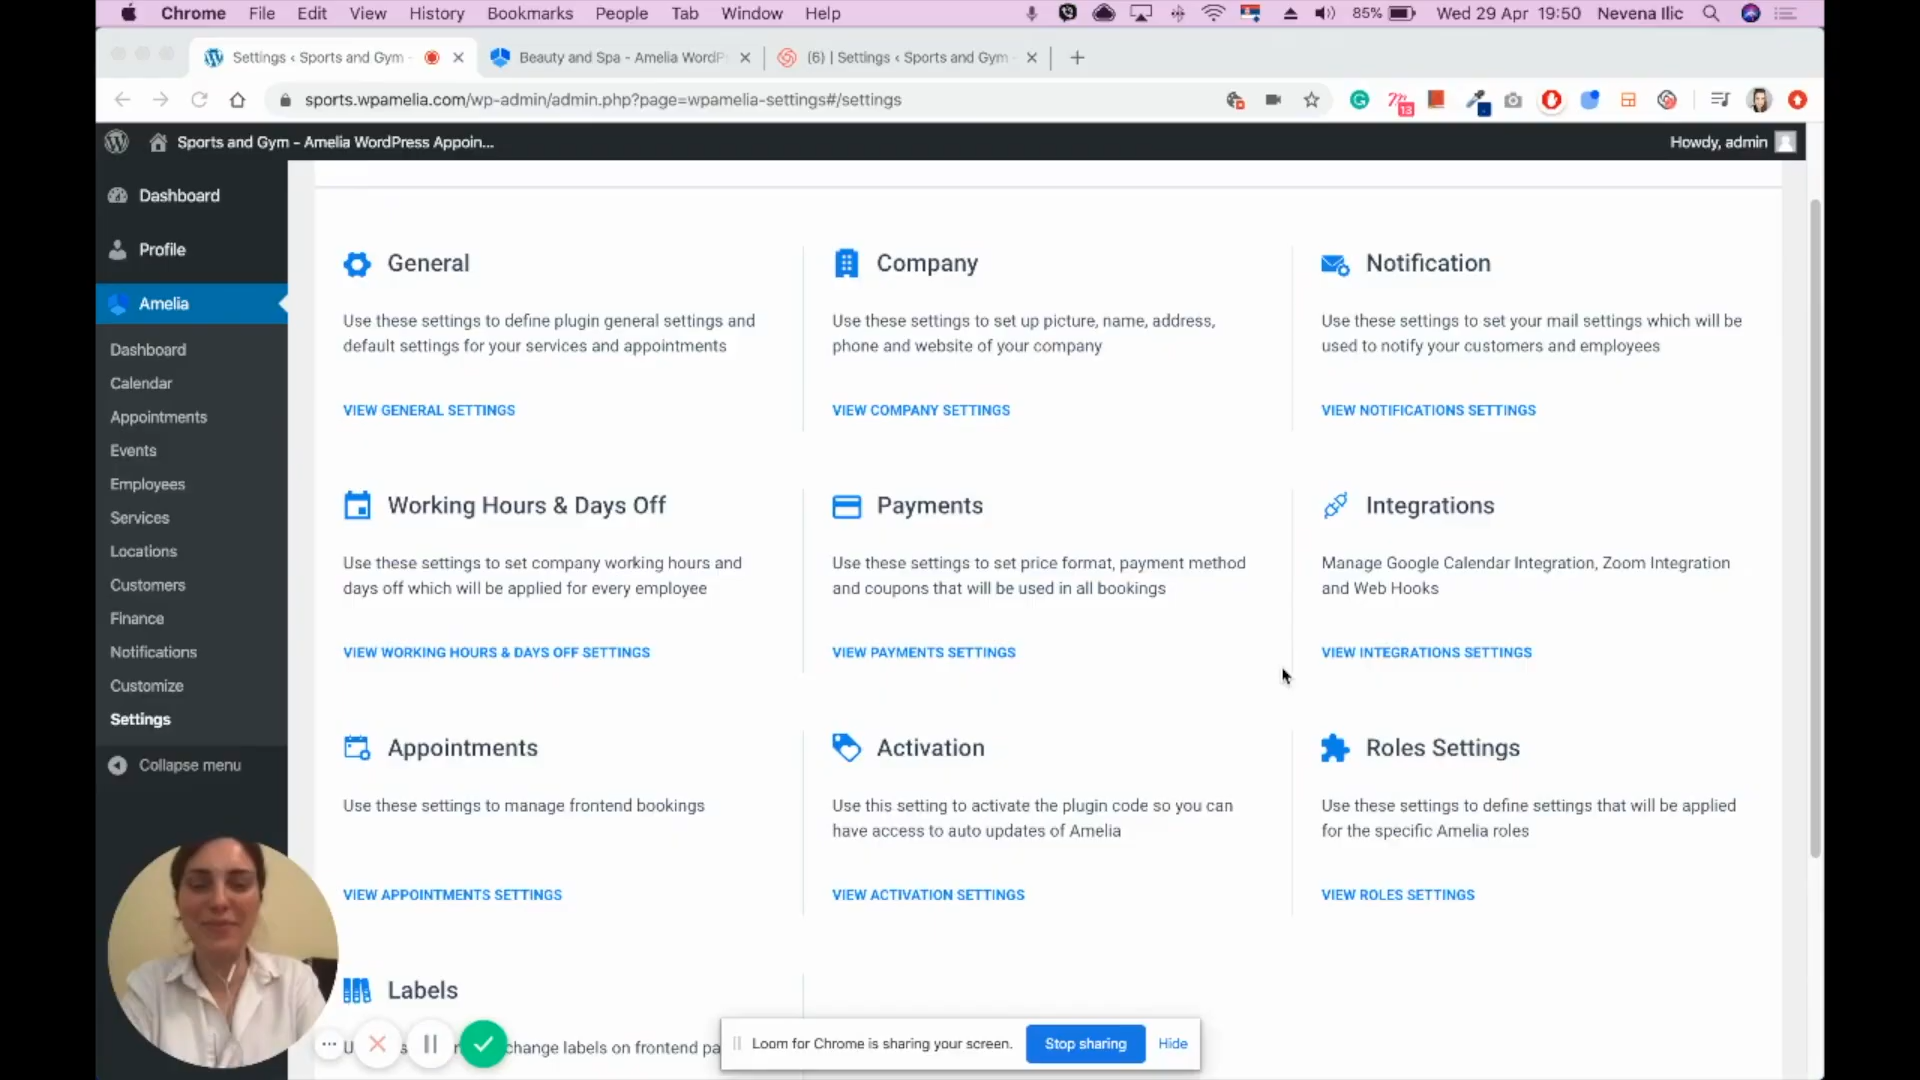 Chrome File Edit View History Bookmarks People Tab Window Help 85% Wed 29 Apr 19:50 Nevena Ilic
Settings ‹ Sports and Gym - Beauty and Spa - Amelia WordP (6) | Settings ‹ Sports and Gym -
sports.wpamelia.com/wp-admin/admin.php?page=wpamelia-settings#/settings
13
Sports and Gym – Amelia WordPress Appoin... Howdy, admin
Dashboard
Profile
Amelia
Dashboard
Calendar
Appointments
Events
Employees
Services
Locations
Customers
Finance
Notifications
Customize
Settings
Collapse menu
General
Use these settings to define plugin general settings and
default settings for your services and appointments
VIEW GENERAL SETTINGS
Company
Use these settings to set up picture, name, address,
phone and website of your company
VIEW COMPANY SETTINGS
Notification
Use these settings to set your mail settings which will be
used to notify your customers and employees
VIEW NOTIFICATIONS SETTINGS
Working Hours & Days Off
Use these settings to set company working hours and
days off which will be applied for every employee
VIEW WORKING HOURS & DAYS OFF SETTINGS
Payments
Use these settings to set price format, payment method
and coupons that will be used in all bookings
VIEW PAYMENTS SETTINGS
Integrations
Manage Google Calendar Integration, Zoom Integration
and Web Hooks
VIEW INTEGRATIONS SETTINGS
Appointments
Use these settings to manage frontend bookings
VIEW APPOINTMENTS SETTINGS
Activation
Use this setting to activate the plugin code so you can
have access to auto updates of Amelia
VIEW ACTIVATION SETTINGS
Roles Settings
Use these settings to define settings that will be applied
for the specific Amelia roles
VIEW ROLES SETTINGS
Labels
change labels on frontend pa
Loom for Chrome is sharing your screen. Stop sharing Hide